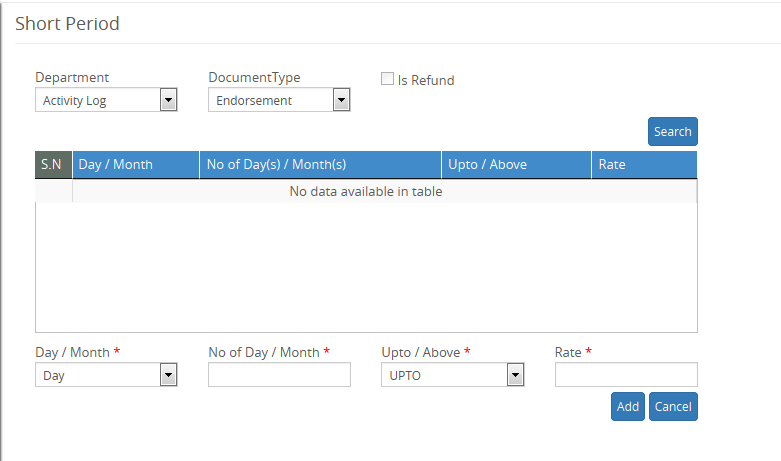 Short Period
Department DocumentType Is Refund
Activity Log Endorsement
Search
S.N Day / Month No of Day(s) / Month(s) Upto / Above Rate
No data available in table
Day / Month * No of Day / Month * Upto / Above * Rate *
Day UPTO
Add Cancel